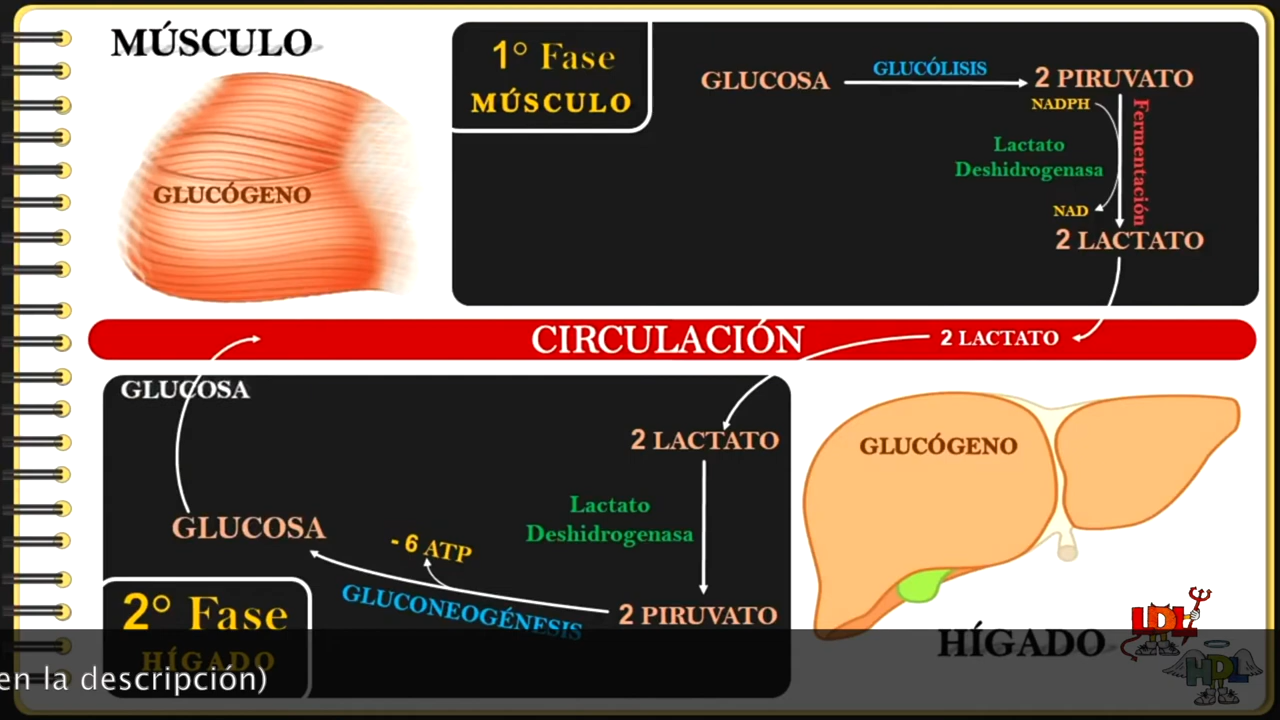 MÚSCULO
GLUCÓGENO
1° Fase
MÚSCULO
GLUCOSA
GLUCÓLISIS
2 PIRUVATO
NADPH
Fermentación
Lactato
Deshidrogenasa
NAD
2 LACTATO
CIRCULACIÓN
2 LACTATO
GLUCOSA
2 LACTATO
Lactato
Deshidrogenasa
GLUCOSA
- 6 ATP
GLUCONEOGÉNESIS
2 PIRUVATO
2° Fase
HÍGADO
GLUCÓGENO
HÍGADO
LDL
HDL
en la descripción)